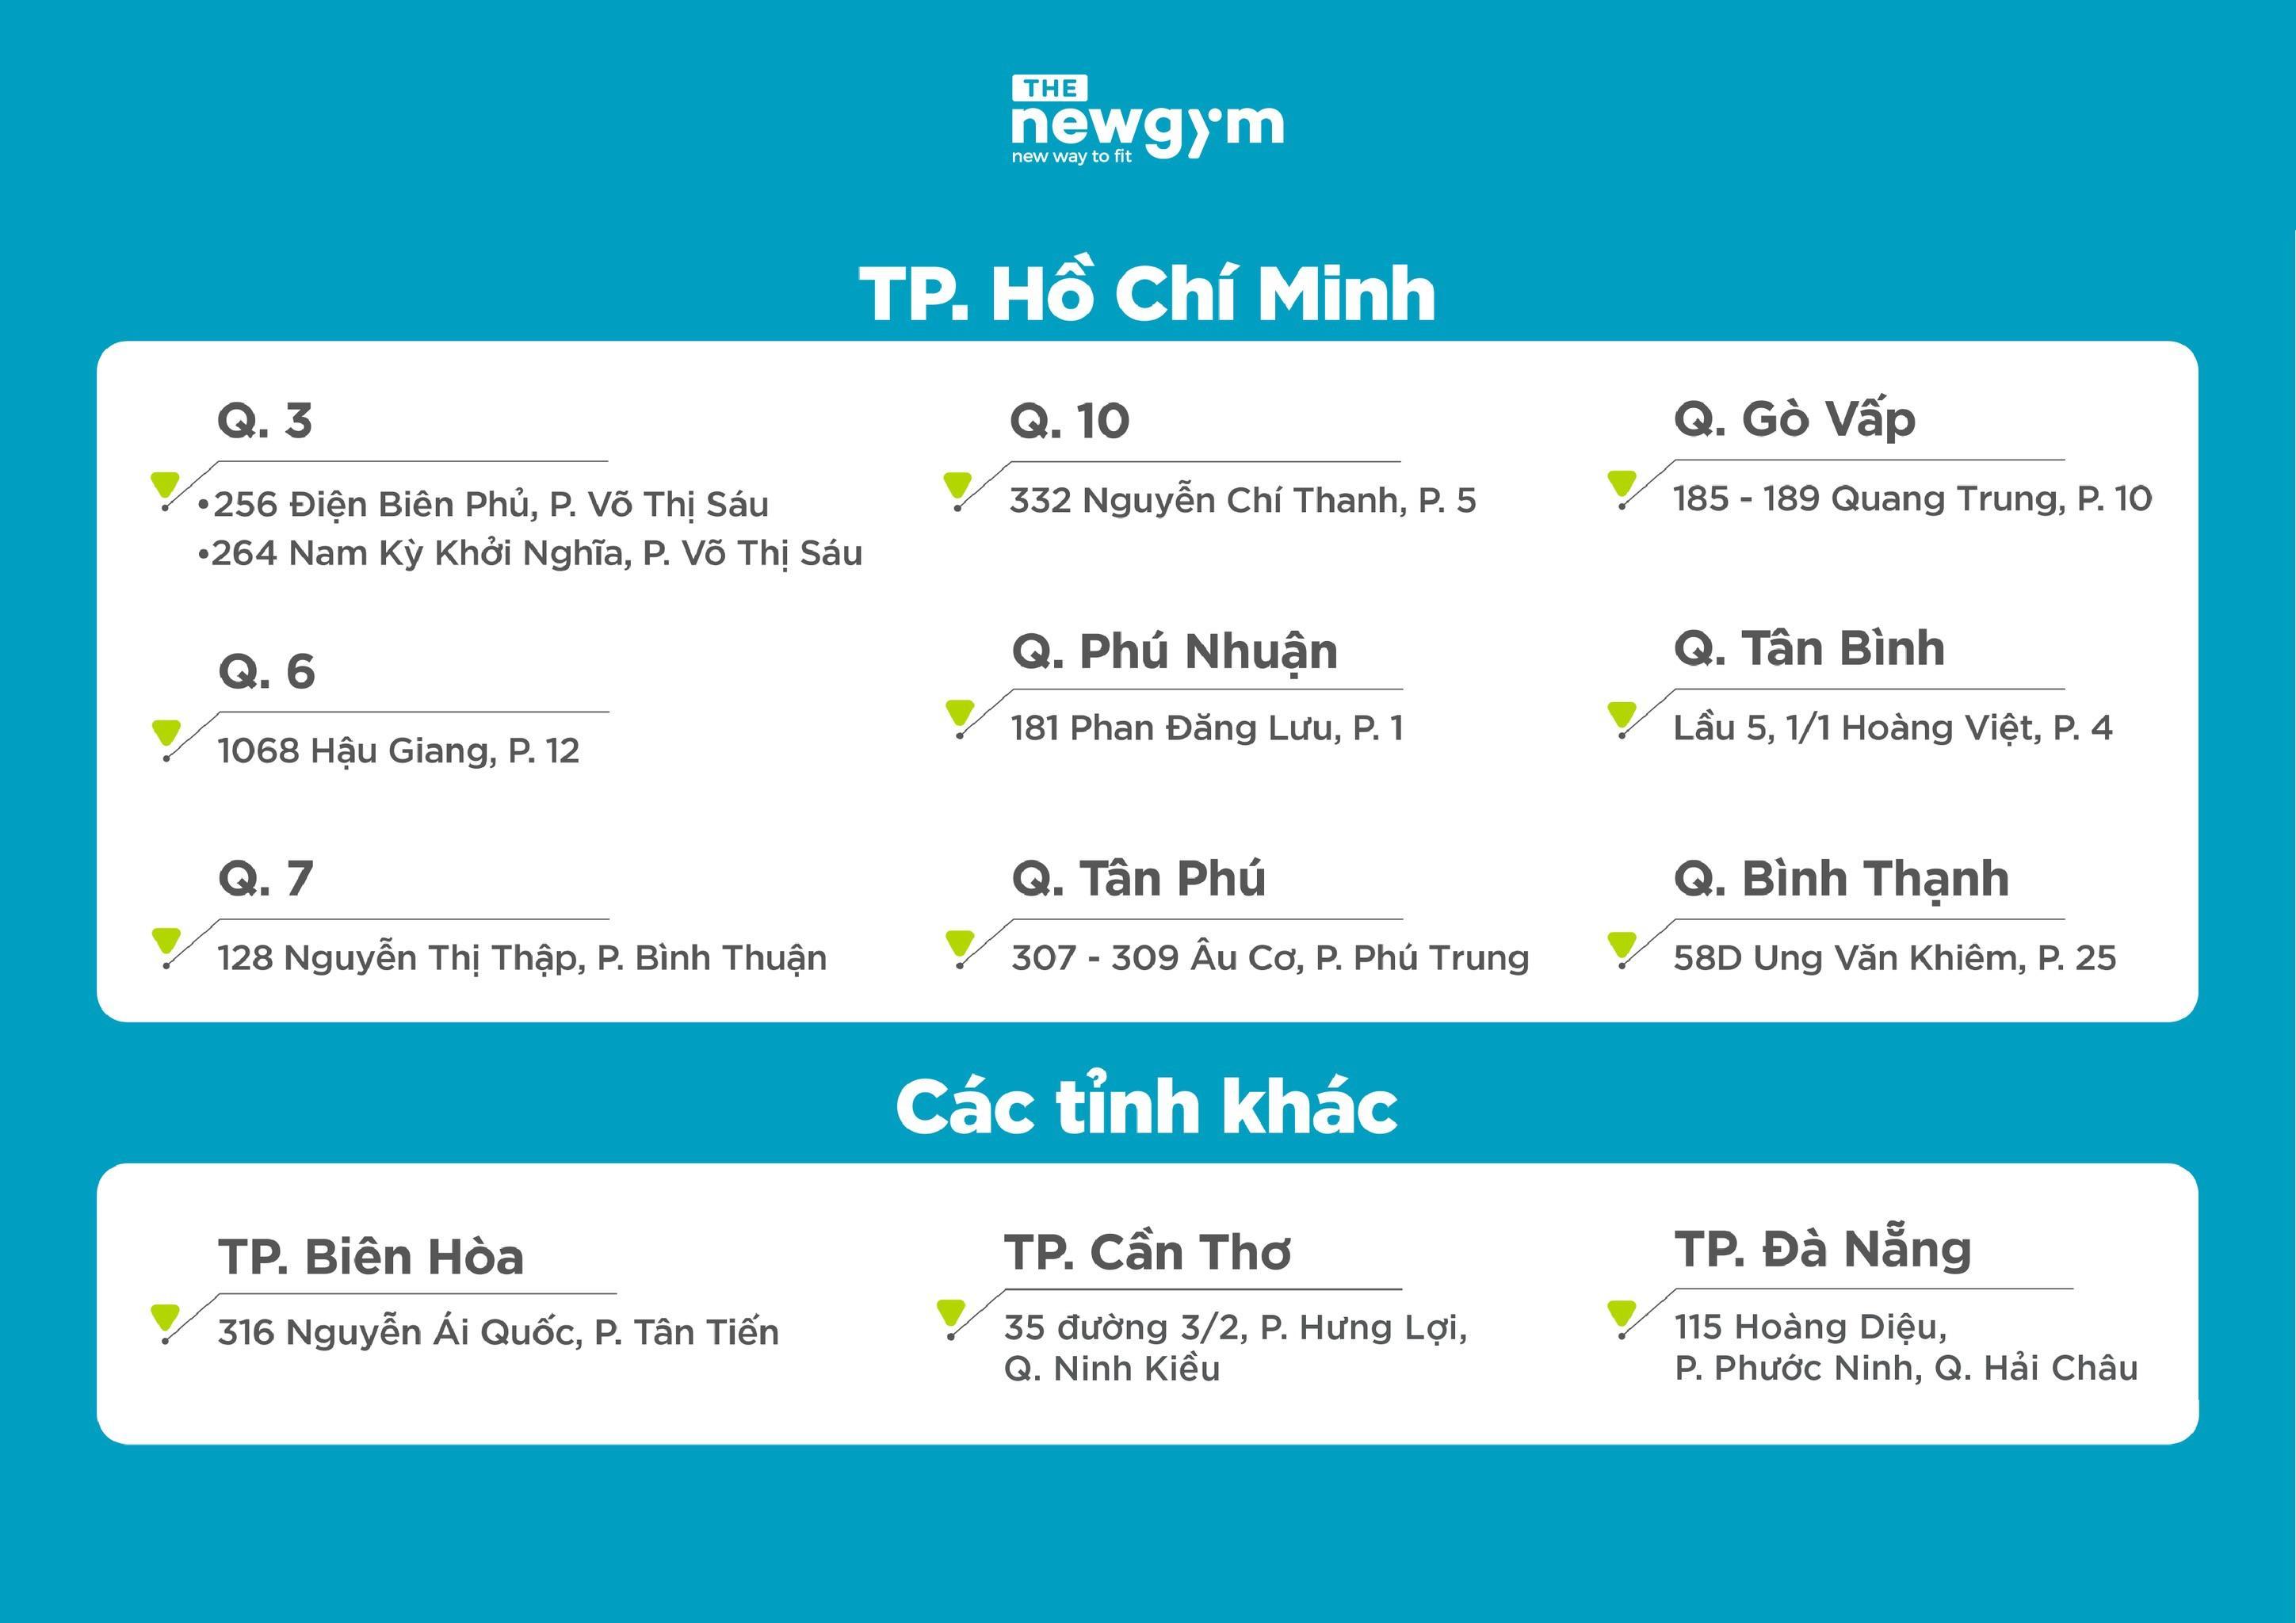 THE
newgym
new way to fit
TP. Hồ Chí Minh
Q. 3
•256 Điện Biên Phủ, P. Võ Thị Sáu
•264 Nam Kỳ Khởi Nghĩa, P. Võ Thị Sáu
Q. 10
332 Nguyễn Chí Thanh, P. 5
Q. Gò Vấp
185 - 189 Quang Trung, P. 10
Q. 6
1068 Hậu Giang, P. 12
Q. Phú Nhuận
181 Phan Đăng Lưu, P. 1
Q. Tân Bình
Lầu 5, 1/1 Hoàng Việt, P. 4
Q. 7
128 Nguyễn Thị Thập, P. Bình Thuận
Q. Tân Phú
307 - 309 Âu Cơ, P. Phú Trung
Q. Bình Thạnh
58D Ung Văn Khiêm, P. 25
Các tỉnh khác
TP. Biên Hòa
316 Nguyễn Ái Quốc, P. Tân Tiến
TP. Cần Thơ
35 đường 3/2, P. Hưng Lợi,
Q. Ninh Kiều
TP. Đà Nẵng
115 Hoàng Diệu,
P. Phước Ninh, Q. Hải Châu